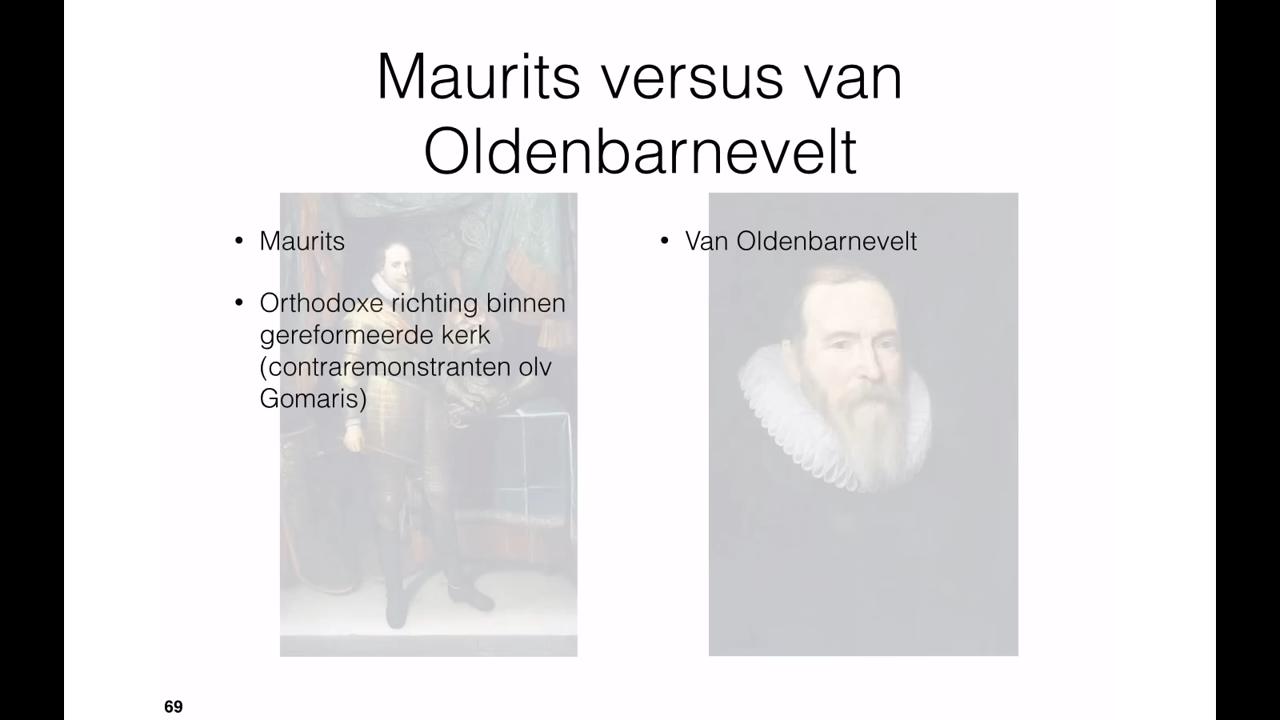 Maurits versus van
Oldenbarnevelt
• Maurits
• Orthodoxe richting binnen
gereformeerde kerk
(contraremonstranten olv
Gomaris)
• Van Oldenbarnevelt
69